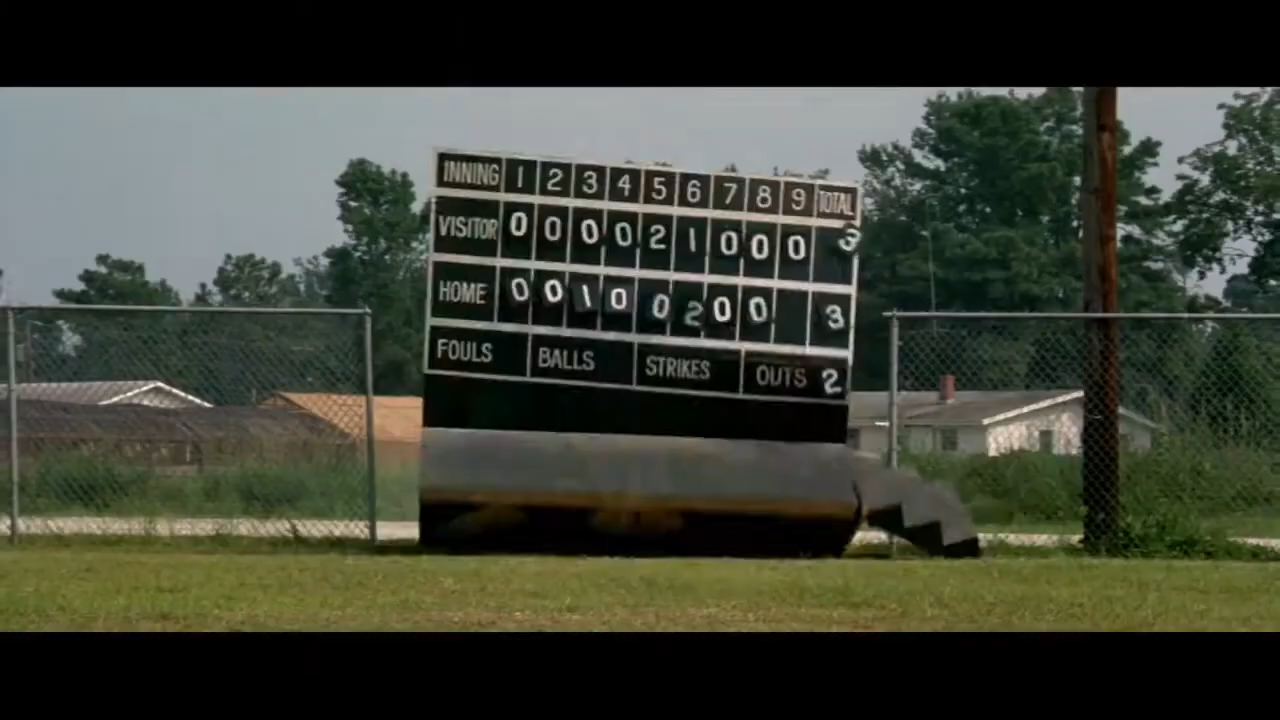 INNING 1 2 3 4 5 6 7 8 9 TOTAL
VISITOR 0 0 0 0 2 1 0 0 0 3
HOME 0 0 1 0 0 2 0 0 3
FOULS BALLS STRIKES OUTS 2